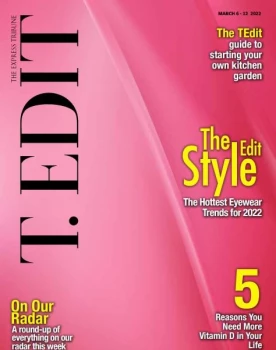 MARCH 6 - 12 2022
THE EXPRESS TRIBUNE
T. EDIT
The TEdit
guide to
starting your
own kitchen
garden
The Edit
Style
The Hottest Eyewear
Trends for 2022
5
Reasons You
Need More
Vitamin D in Your
Life
On Our
Radar
A round-up of
everything on our
radar this week